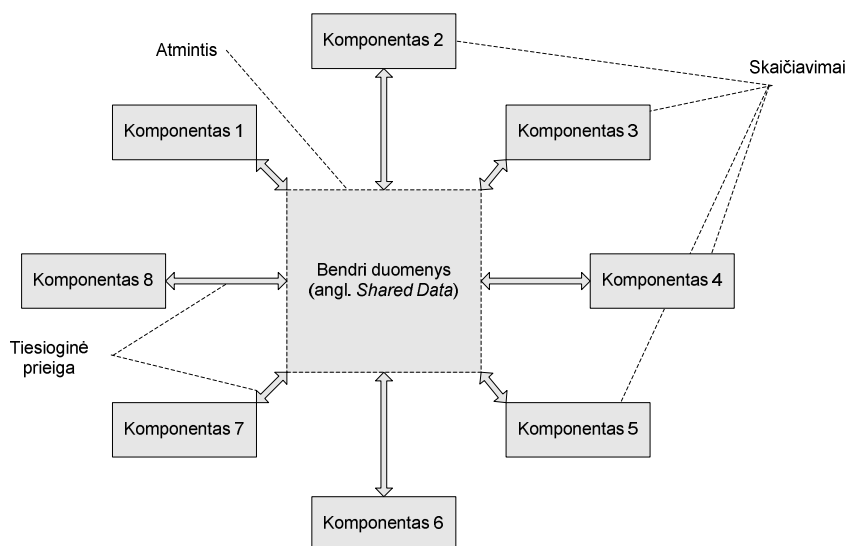 Komponentas 2
Atmintis
Skaičiavimai
Komponentas 1
Komponentas 3
Bendri duomenys
(angl. Shared Data)
Komponentas 8
Komponentas 4
Tiesioginė
prieiga
Komponentas 7
Komponentas 5
Komponentas 6